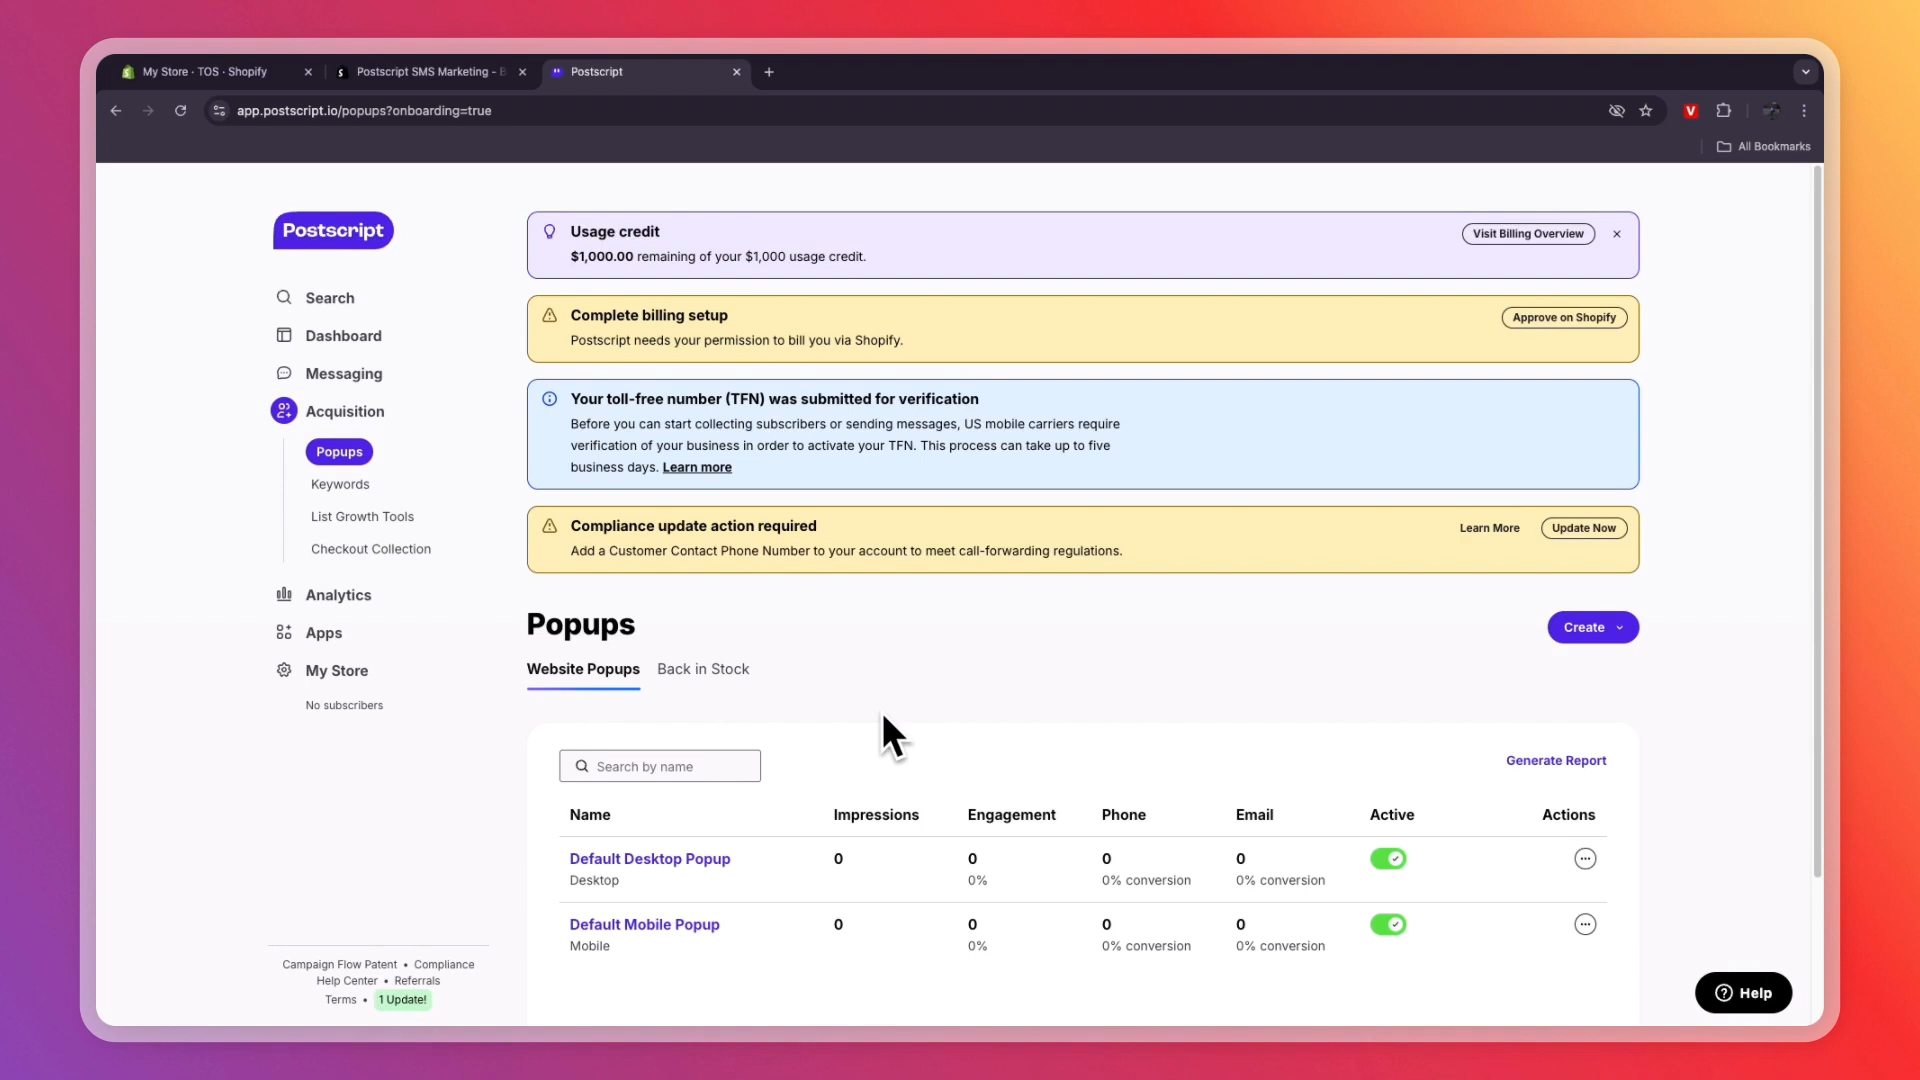 My Store · TOS · Shopify
Postscript SMS Marketing - B
Postscript
app.postscript.io/popups?onboarding=true
All Bookmarks
Postscript
Search
Dashboard
Messaging
Acquisition
Popups
Keywords
List Growth Tools
Checkout Collection
Analytics
Apps
My Store
No subscribers
Campaign Flow Patent • Compliance
Help Center • Referrals
Terms • 1 Update!
Usage credit
$1,000.00 remaining of your $1,000 usage credit.
Visit Billing Overview
Complete billing setup
Postscript needs your permission to bill you via Shopify.
Approve on Shopify
Your toll-free number (TFN) was submitted for verification
Before you can start collecting subscribers or sending messages, US mobile carriers require
verification of your business in order to activate your TFN. This process can take up to five
business days. Learn more
Compliance update action required
Add a Customer Contact Phone Number to your account to meet call-forwarding regulations.
Learn More
Update Now
Popups
Create
Website Popups Back in Stock
Search by name
Generate Report
Name Impressions Engagement Phone Email Active Actions
Default Desktop Popup 0 0 0 0
Desktop 0% 0% conversion 0% conversion
Default Mobile Popup 0 0 0 0
Mobile 0% 0% conversion 0% conversion
Help